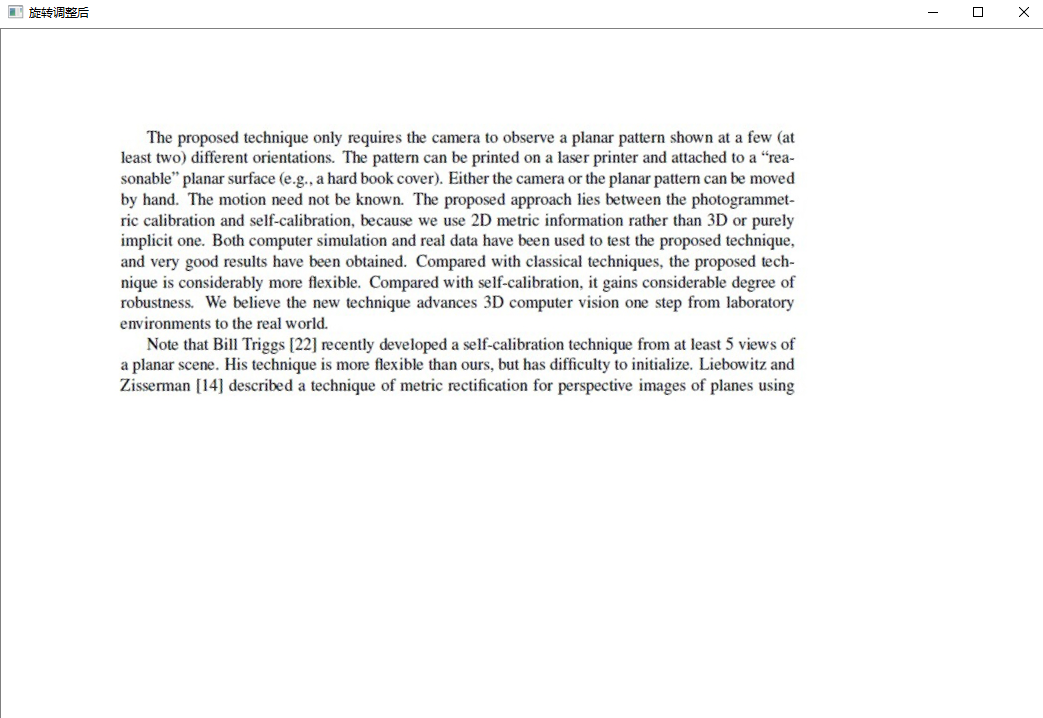 旋转调整后
The proposed technique only requires the camera to observe a planar pattern shown at a few (at
least two) different orientations. The pattern can be printed on a laser printer and attached to a “rea-
sonable” planar surface (e.g., a hard book cover). Either the camera or the planar pattern can be moved
by hand. The motion need not be known. The proposed approach lies between the photogrammet-
ric calibration and self-calibration, because we use 2D metric information rather than 3D or purely
implicit one. Both computer simulation and real data have been used to test the proposed technique,
and very good results have been obtained. Compared with classical techniques, the proposed tech-
nique is considerably more flexible. Compared with self-calibration, it gains considerable degree of
robustness. We believe the new technique advances 3D computer vision one step from laboratory
environments to the real world.
Note that Bill Triggs [22] recently developed a self-calibration technique from at least 5 views of
a planar scene. His technique is more flexible than ours, but has difficulty to initialize. Liebowitz and
Zisserman [14] described a technique of metric rectification for perspective images of planes using